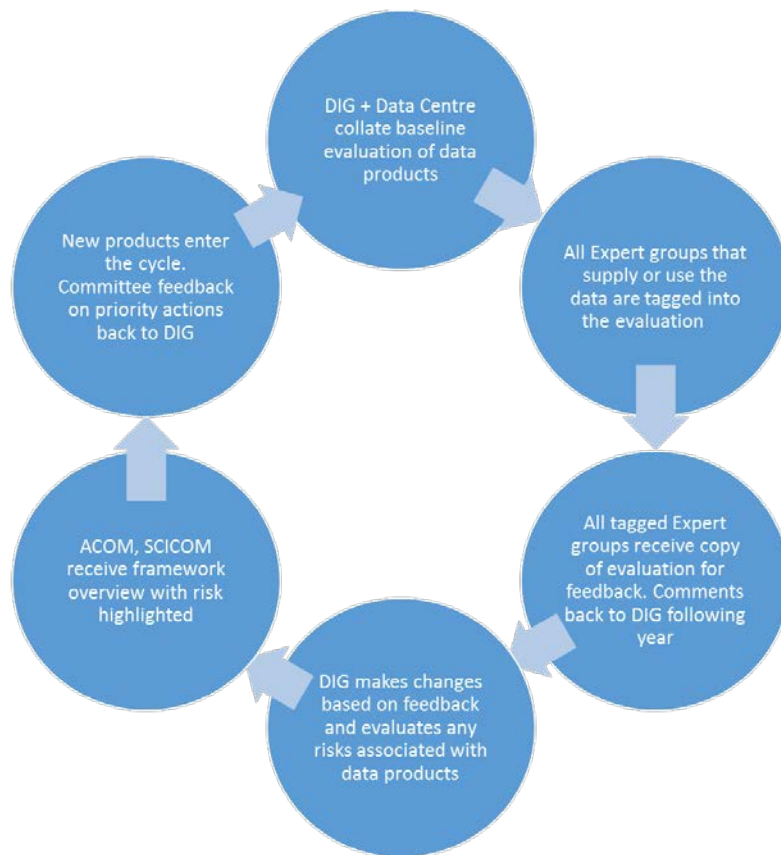 DIG + Data Centre
collate baseline
evaluation of data
products
All Expert groups that
supply or use the
data are tagged into
the evaluation
All tagged Expert
groups receive copy
of evaluation for
feedback. Comments
back to DIG following
year
DIG makes changes
based on feedback
and evaluates any
risks associated with
data products
ACOM, SCICOM
receive framework
overview with risk
highlighted
New products enter
the cycle.
Committee feedback
on priority actions
back to DIG